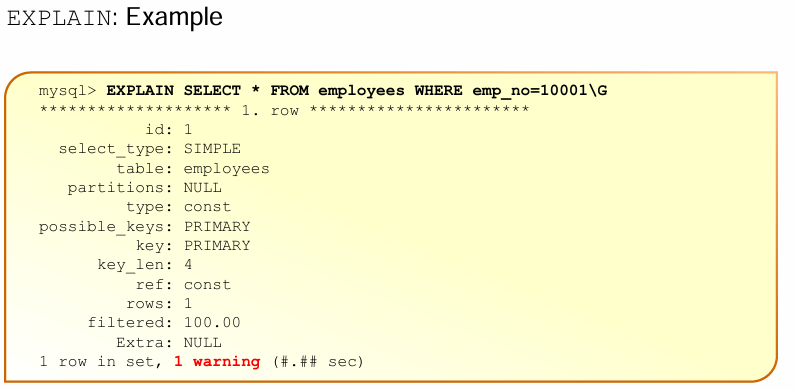 EXPLAIN: Example
mysql> EXPLAIN SELECT * FROM employees WHERE emp_no=10001\G
******************** 1. row ***********************
id: 1
select_type: SIMPLE
table: employees
partitions: NULL
type: const
possible_keys: PRIMARY
key: PRIMARY
key_len: 4
ref: const
rows: 1
filtered: 100.00
Extra: NULL
1 row in set, 1 warning (#.## sec)